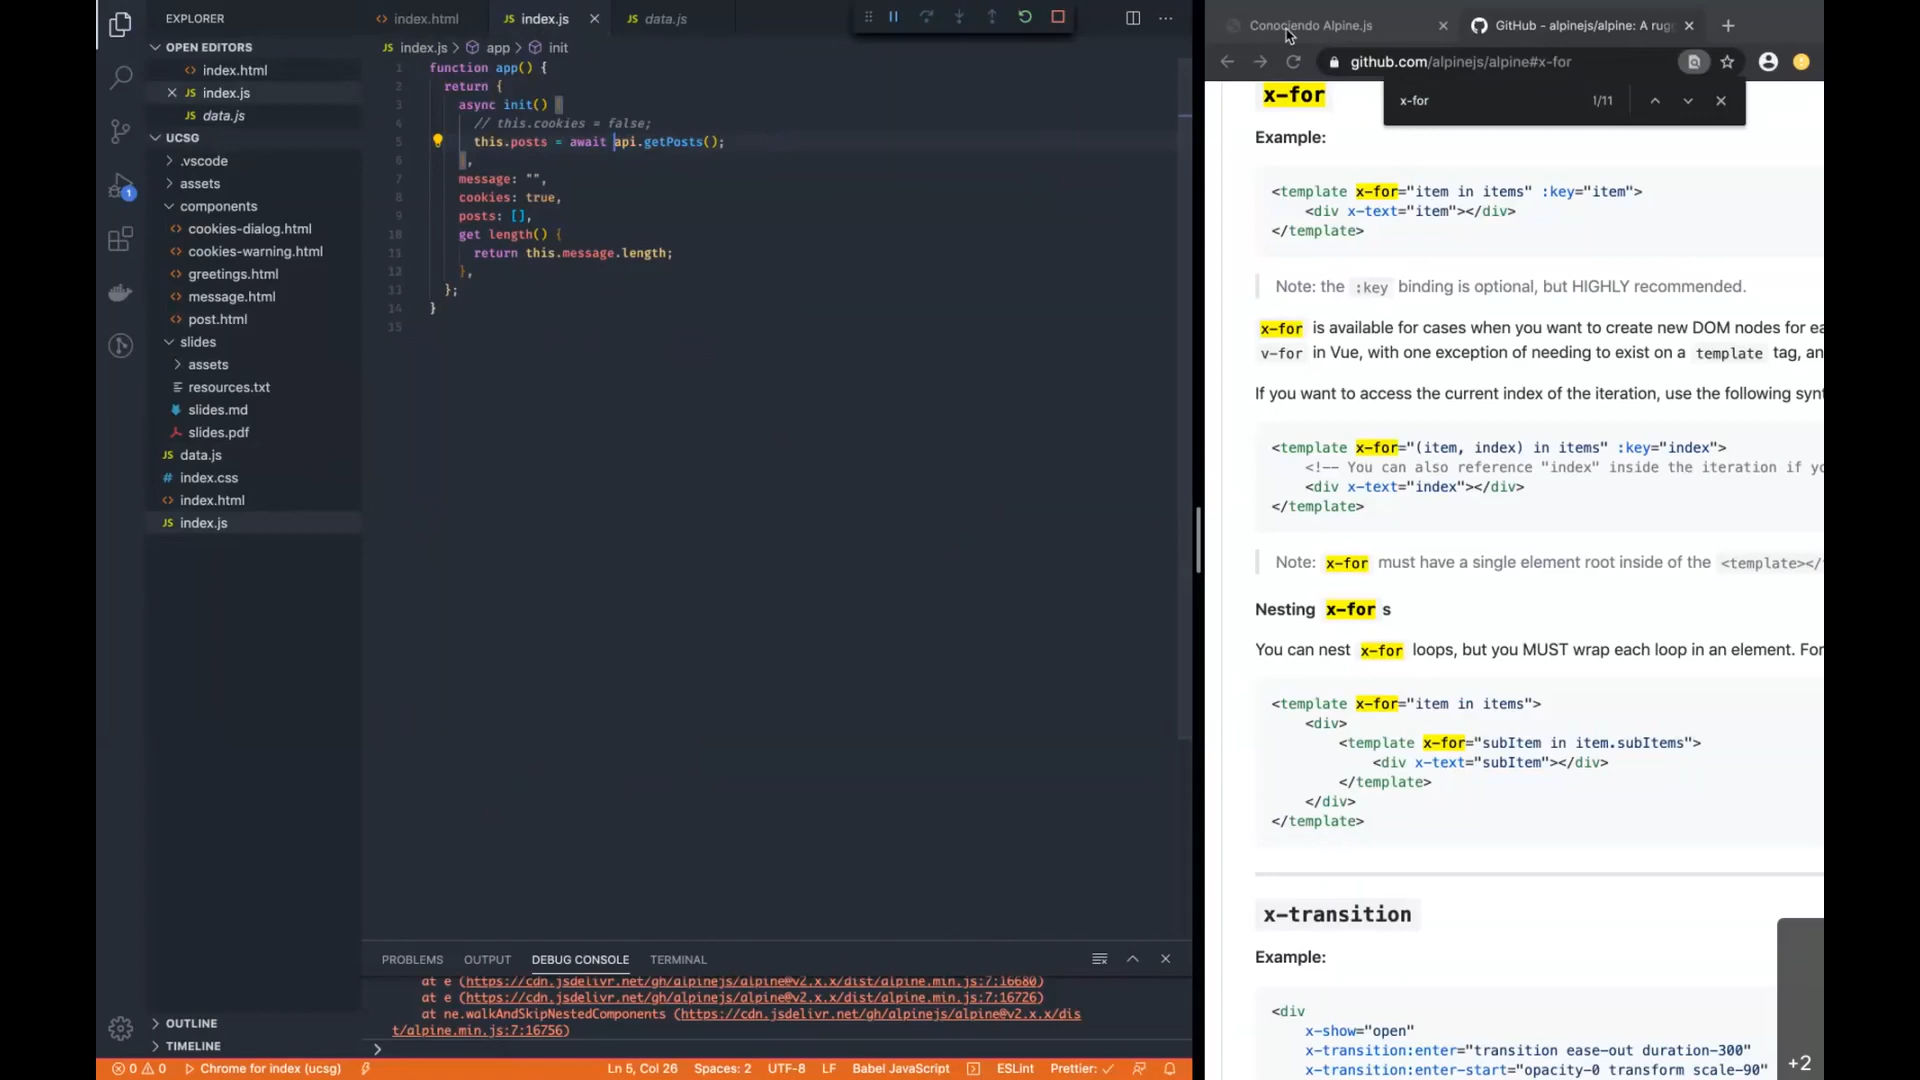 EXPLORER
OPEN EDITORS
index.html
index.js
data.js
UCSG
.vscode
assets
components
cookies-dialog.html
cookies-warning.html
greetings.html
message.html
post.html
slides
assets
resources.txt
slides.md
slides.pdf
JS data.js
# index.css
<> index.html
JS index.js
OUTLINE
TIMELINE
1
<> index.html
JS index.js
JS data.js
JS index.js > app > init
1 function app() {
2 return {
3 async init() {
4 // this.cookies = false;
5 this.posts = await api.getPosts();
6 },
7 message: "",
8 cookies: true,
9 posts: [],
10 get length() {
11 return this.message.length;
12 },
13 };
14 }
15
PROBLEMS OUTPUT DEBUG CONSOLE TERMINAL
at e (https://cdn.jsdelivr.net/gh/alpinejs/alpine@v2.x.x/dist/alpine.min.js:7:16680)
at e (https://cdn.jsdelivr.net/gh/alpinejs/alpine@v2.x.x/dist/alpine.min.js:7:16726)
at ne.walkAndSkipNestedComponents (https://cdn.jsdelivr.net/gh/alpinejs/alpine@v2.x.x/dis
t/alpine.min.js:7:16756)
>
0 0 Chrome for index (ucsg) Ln 5, Col 26 Spaces: 2 UTF-8 LF Babel JavaScript ESLint Prettier: ✓
Conociendo Alpine.js
GitHub - alpinejs/alpine: A rug
github.com/alpinejs/alpine#x-for
x-for 1/11
x-for
Example:
<template x-for="item in items" :key="item">
<div x-text="item"></div>
</template>
Note: the :key binding is optional, but HIGHLY recommended.
x-for is available for cases when you want to create new DOM nodes for ea
v-for in Vue, with one exception of needing to exist on a template tag, an
If you want to access the current index of the iteration, use the following synt
<template x-for="(item, index) in items" :key="index">
<!-- You can also reference "index" inside the iteration if yo
<div x-text="index"></div>
</template>
Note: x-for must have a single element root inside of the <template></
Nesting x-for s
You can nest x-for loops, but you MUST wrap each loop in an element. For
<template x-for="item in items">
<div>
<template x-for="subItem in item.subItems">
<div x-text="subItem"></div>
</template>
</div>
</template>
x-transition
Example:
<div
x-show="open"
x-transition:enter="transition ease-out duration-300"
x-transition:enter-start="opacity-0 transform scale-90"
+2